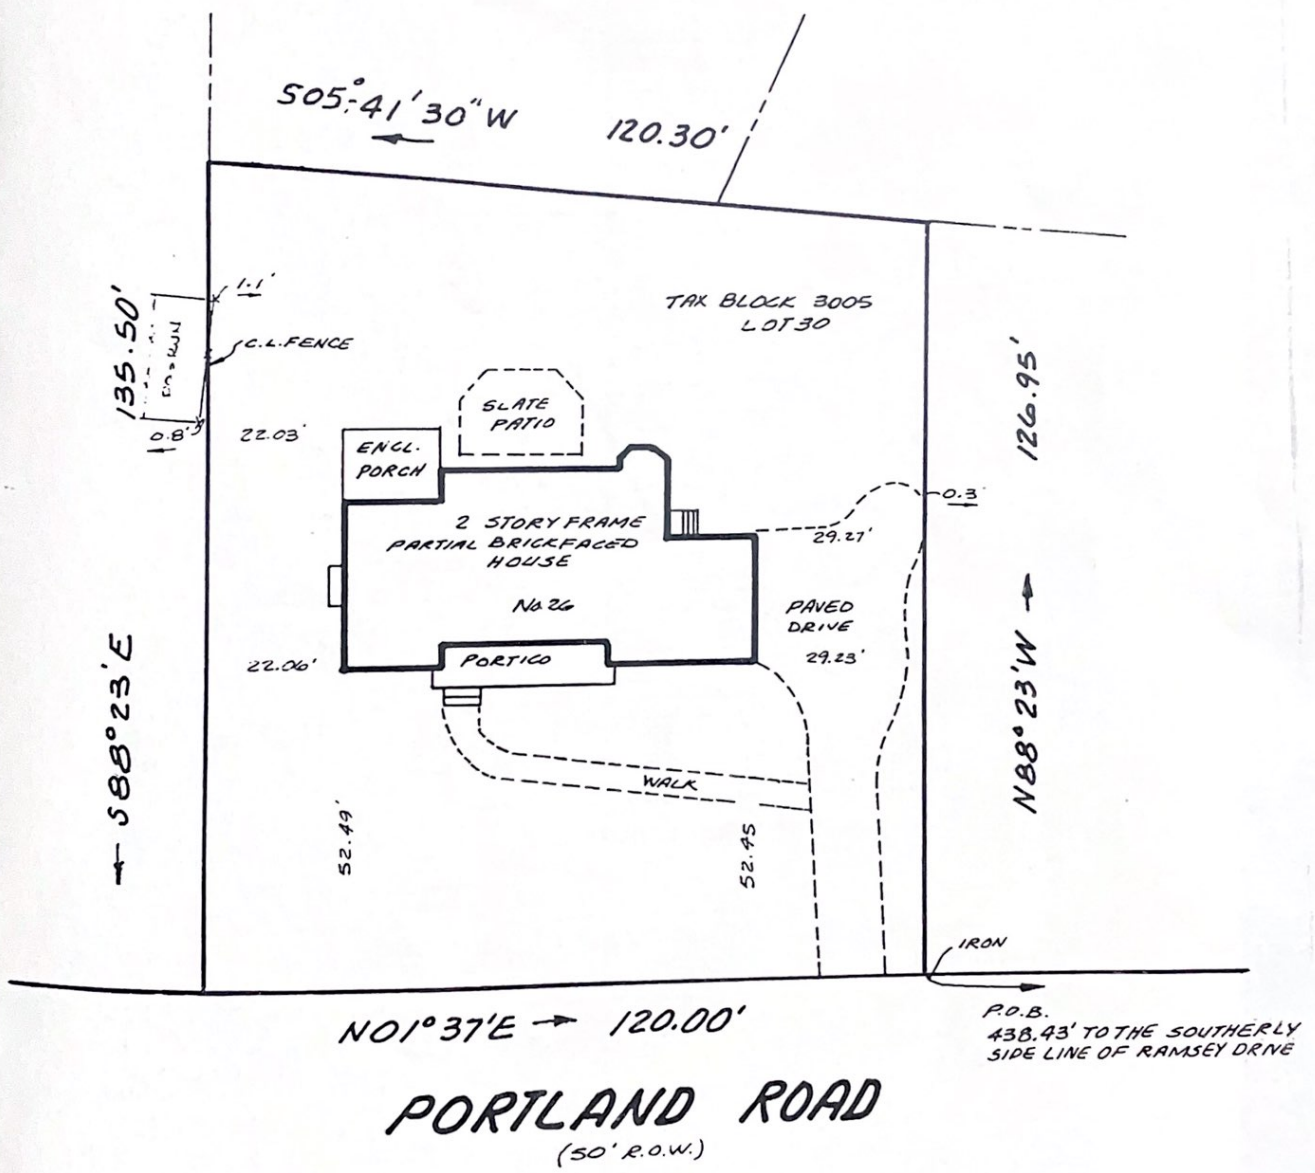 S05°-41'30"W 120.30'
1.1'
TAX BLOCK 3005
LOT 30
135.50'
C.L. FENCE
126.95'
0.8'
22.03'
SLATE
PATIO
ENCL.
PORCH
0.3
2 STORY FRAME
PARTIAL BRICKFACED
HOUSE
29.27'
No. 26
PAVED
DRIVE
29.23'
22.06'
PORTICO
S88°23'E
N88°23'W
WALK
52.49'
52.45
IRON
N01°37'E 120.00'
P.O.B.
438.43' TO THE SOUTHERLY
SIDE LINE OF RAMSEY DRIVE
PORTLAND ROAD
(50' R.O.W.)